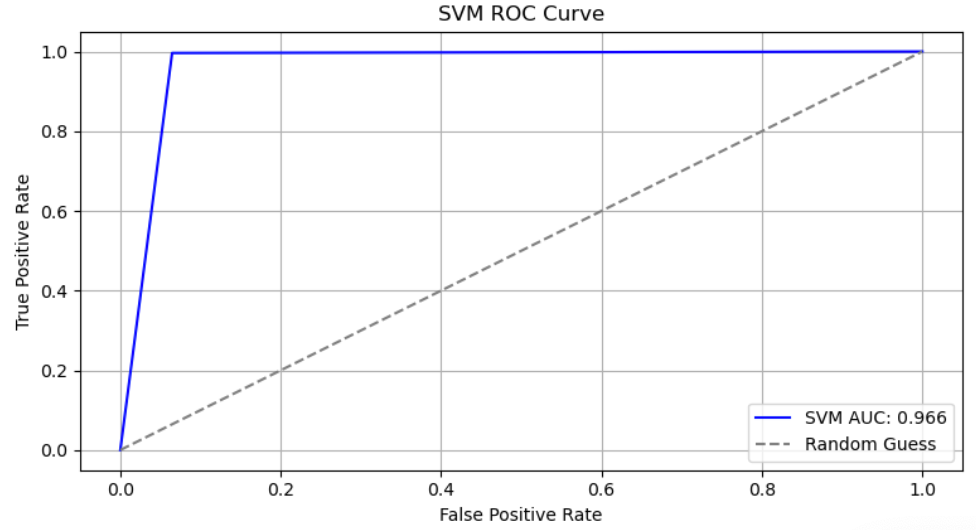 SVM ROC Curve
True Positive Rate
1.0
0.8
0.6
0.4
0.2
0.0
SVM AUC: 0.966
Random Guess
0.0 0.2 0.4 0.6 0.8 1.0
False Positive Rate